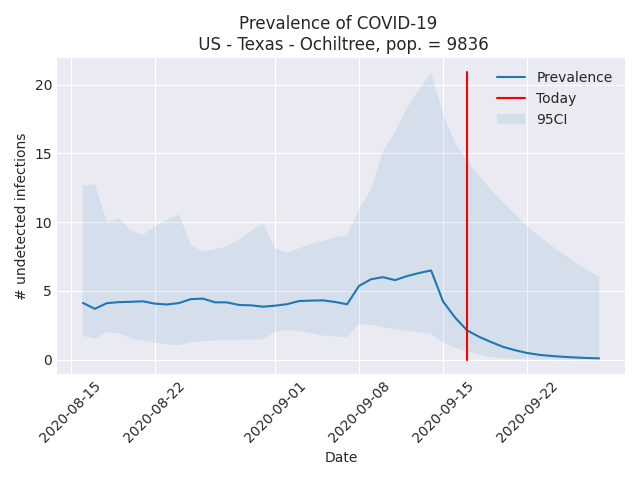 Prevalence of COVID-19
US - Texas - Ochiltree, pop. = 9836
# undetected infections
20
15
10
5
0
Prevalence
Today
95CI
2020-08-15
2020-08-22
2020-09-01
2020-09-08
2020-09-15
2020-09-22
Date